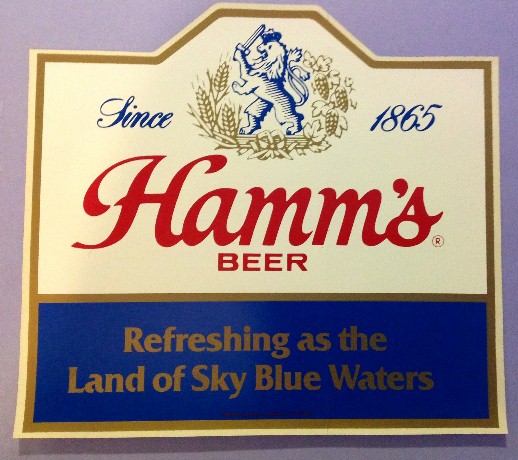 Since 1865
Hamm's®
BEER
Refreshing as the
Land of Sky Blue Waters